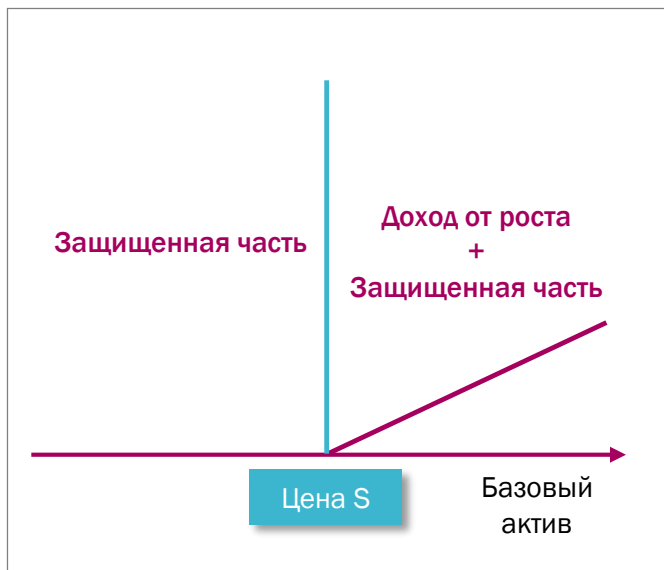 Защищенная часть
Доход от роста
+
Защищенная часть
Цена S
Базовый
актив